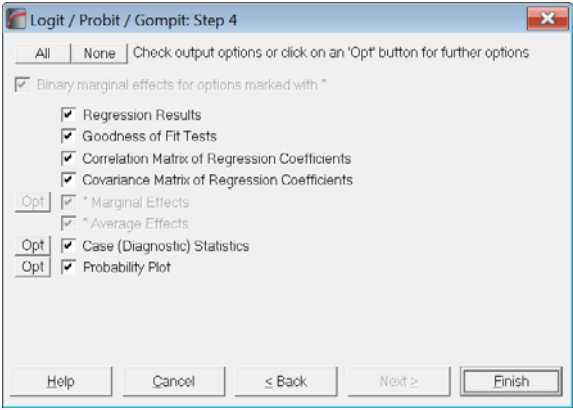 Logit / Probit / Gompit: Step 4
All None Check output options or click on an 'Opt' button for further options
Binary marginal effects for options marked with *
Regression Results
Goodness of Fit Tests
Correlation Matrix of Regression Coefficients
Covariance Matrix of Regression Coefficients
Opt * Marginal Effects
* Average Effects
Opt Case (Diagnostic) Statistics
Opt Probability Plot
Help Cancel < Back Next > Finish